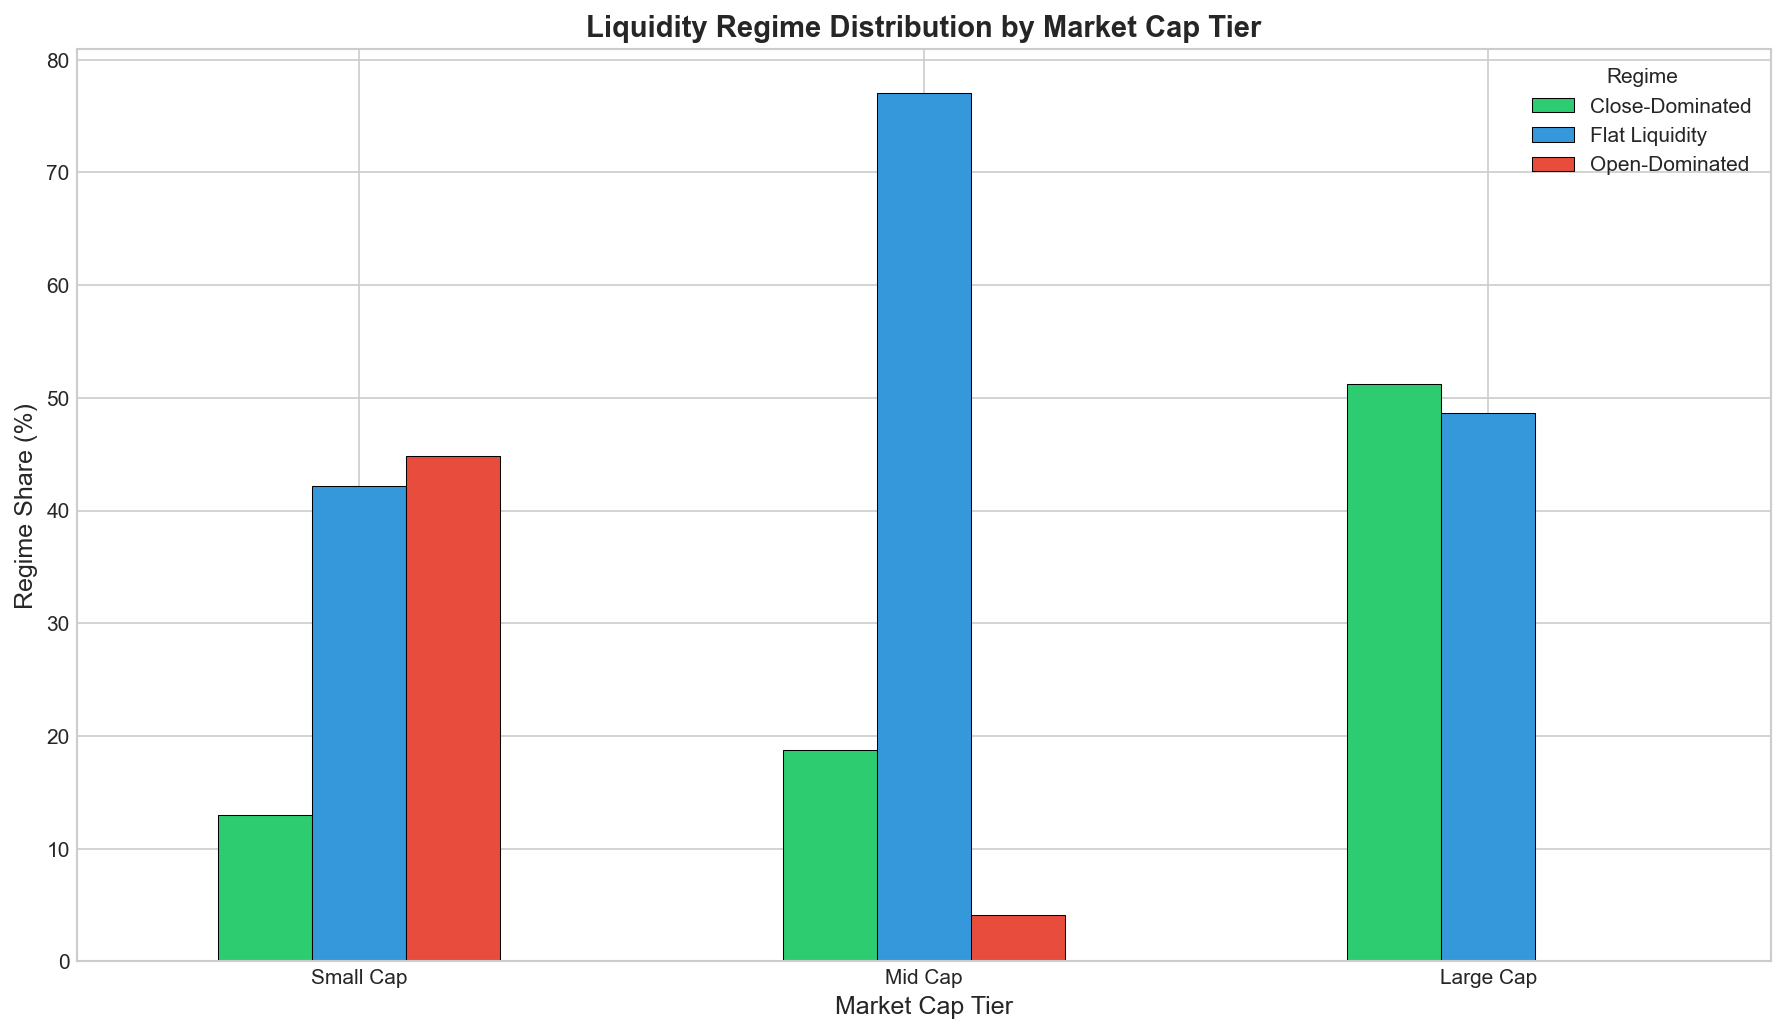 Liquidity Regime Distribution by Market Cap Tier
Regime
Close-Dominated
Flat Liquidity
Open-Dominated
Regime Share (%)
80
70
60
50
40
30
20
10
0
Small Cap
Mid Cap
Large Cap
Market Cap Tier